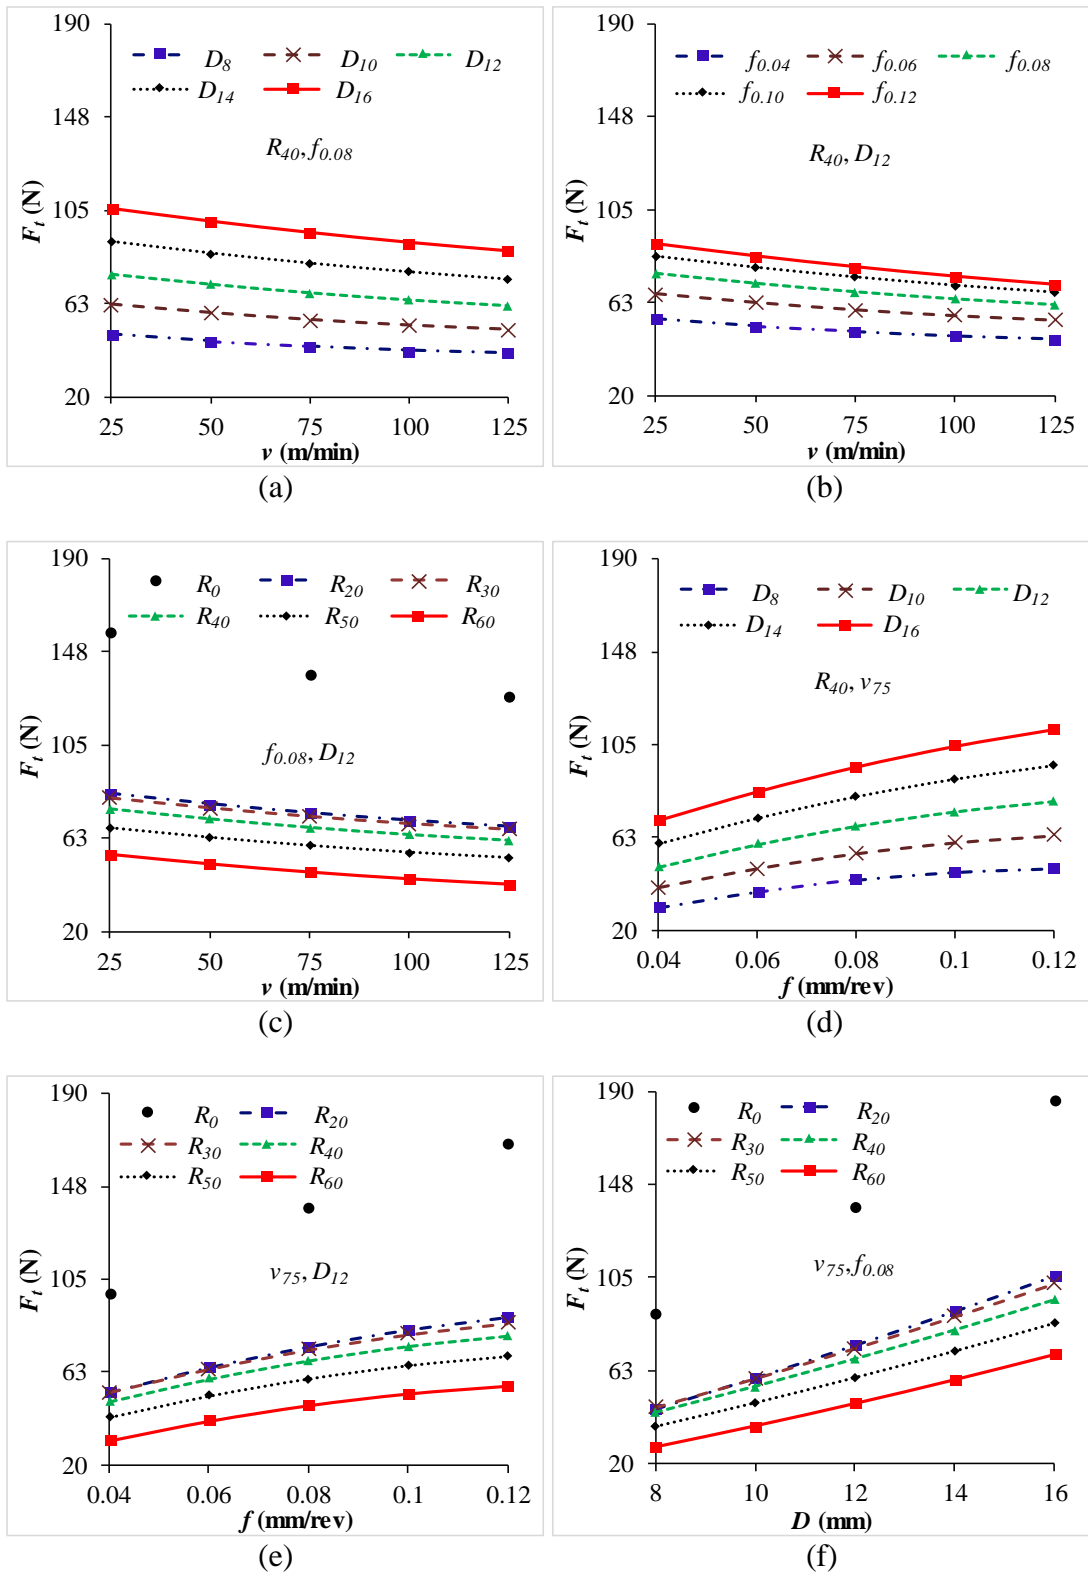 190
D8 D10 D12
D14 D16
148
R40, f0.08
105
63
20
Ft (N)
25 50 75 100 125
v (m/min)
(a)
190
f0.04 f0.06 f0.08
f0.10 f0.12
148
R40, D12
105
63
20
Ft (N)
25 50 75 100 125
v (m/min)
(b)
190
R0 R20 R30
R40 R50 R60
148
105
f0.08, D12
63
20
Ft (N)
25 50 75 100 125
v (m/min)
(c)
190
D8 D10 D12
D14 D16
148
R40, v75
105
63
20
Ft (N)
0.04 0.06 0.08 0.1 0.12
f (mm/rev)
(d)
190
R0 R20
R30 R40
R50 R60
148
v75, D12
105
63
20
Ft (N)
0.04 0.06 0.08 0.1 0.12
f (mm/rev)
(e)
190
R0 R20
R30 R40
R50 R60
148
v75, f0.08
105
63
20
Ft (N)
8 10 12 14 16
D (mm)
(f)